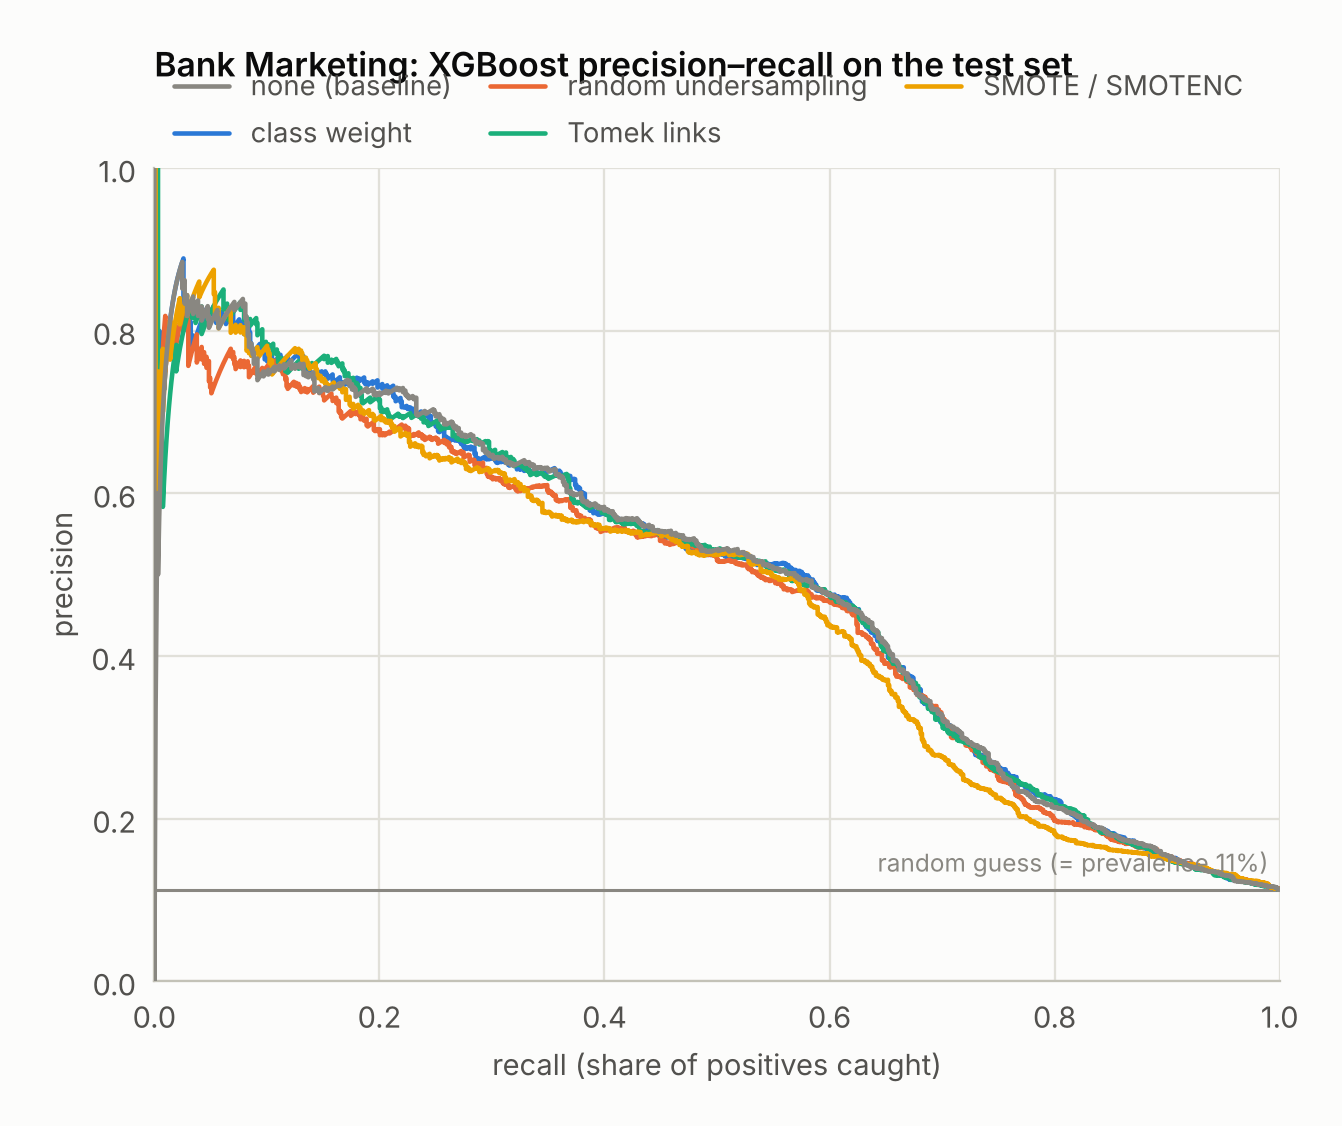 Bank Marketing: XGBoost precision–recall on the test set
none (baseline) random undersampling SMOTE / SMOTENC
class weight Tomek links
1.0
0.8
0.6
precision
0.4
0.2
random guess (= prevalence 11%)
0.0
0.0 0.2 0.4 0.6 0.8 1.0
recall (share of positives caught)